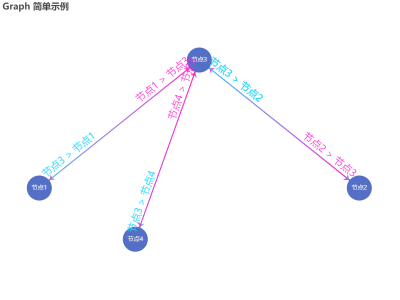 Graph 简单示例
节点3
节点1 > 节点3
节点3 > 节点2
节点4 > 节
节点3 > 节点1
节点2 > 节点3
节点3 > 节点4
节点1
节点2
节点4